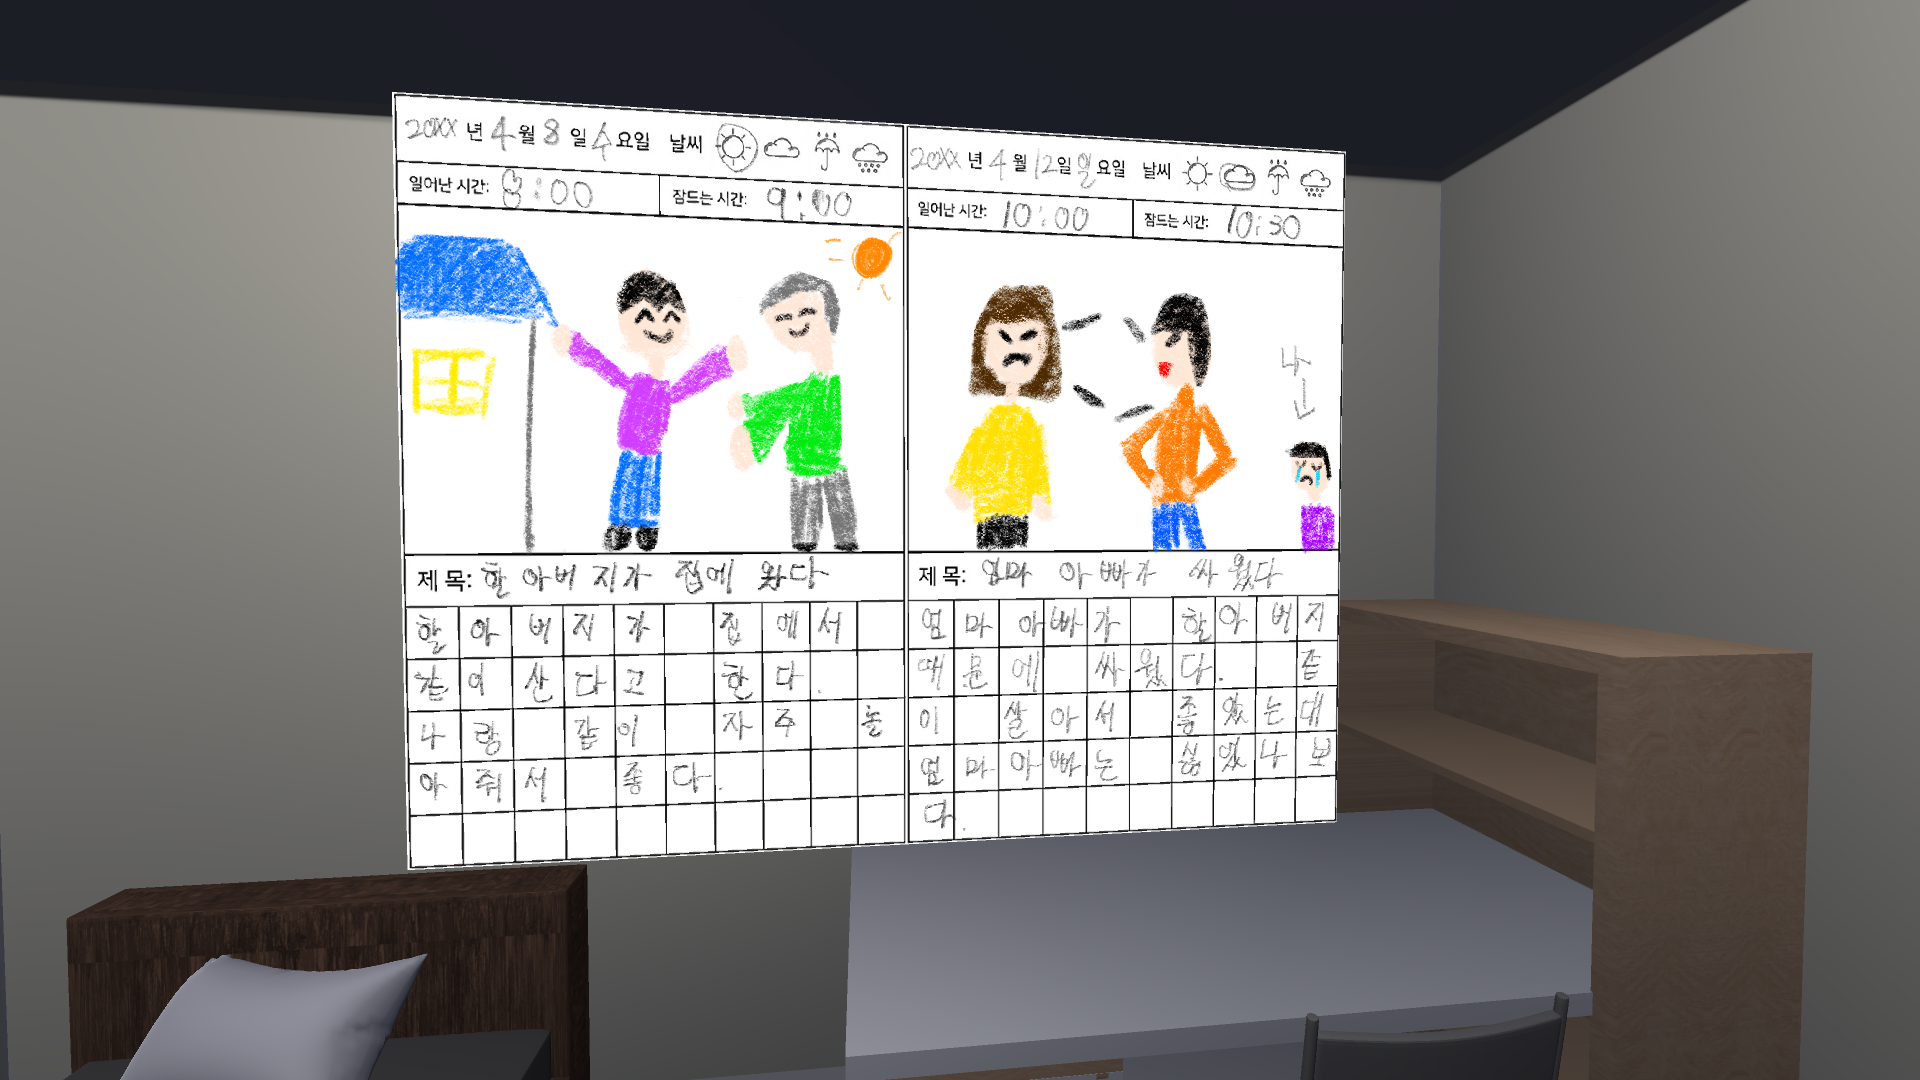 20XX 년 4 월 8 일 수 요일 날씨
일어난 시간: 8:00 잠드는 시간: 9:00
제 목: 할아버지가 집에 왔다
할아버지가 집에서
같이 산다고 한다.
나랑 같이 자주 놀
아줘서 좋다.
20XX 년 4 월 12 일 일 요일 날씨
일어난 시간: 10:00 잠드는 시간: 10:30
나
제 목: 엄마 아빠가 싸웠다
엄마아빠가 할아버지
때문에 싸웠다. 같
이 살아서 좋았는대
엄마아빠는 싫었나보
다.